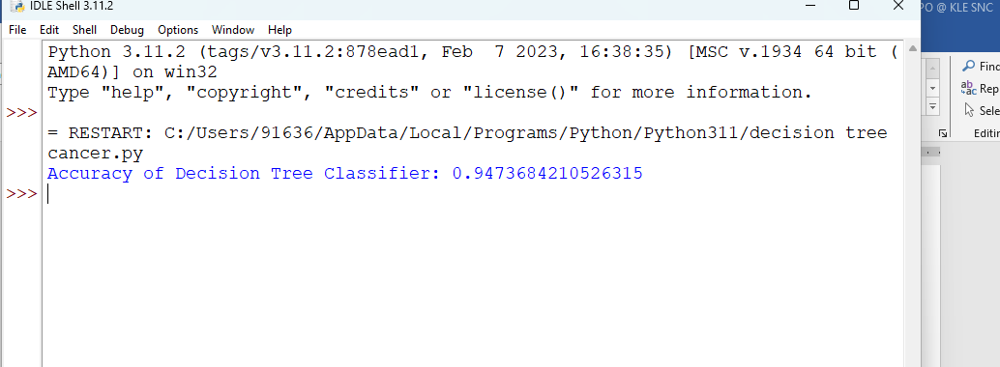 IDLE Shell 3.11.2
PO @ KLE SNC
File Edit Shell Debug Options Window Help
Python 3.11.2 (tags/v3.11.2:878ead1, Feb  7 2023, 16:38:35) [MSC v.1934 64 bit (
AMD64)] on win32
Type "help", "copyright", "credits" or "license()" for more information.
>>>
= RESTART: C:/Users/91636/AppData/Local/Programs/Python/Python311/decision tree
cancer.py
Accuracy of Decision Tree Classifier: 0.9473684210526315
>>>
Find
Rep
Sele
Editin